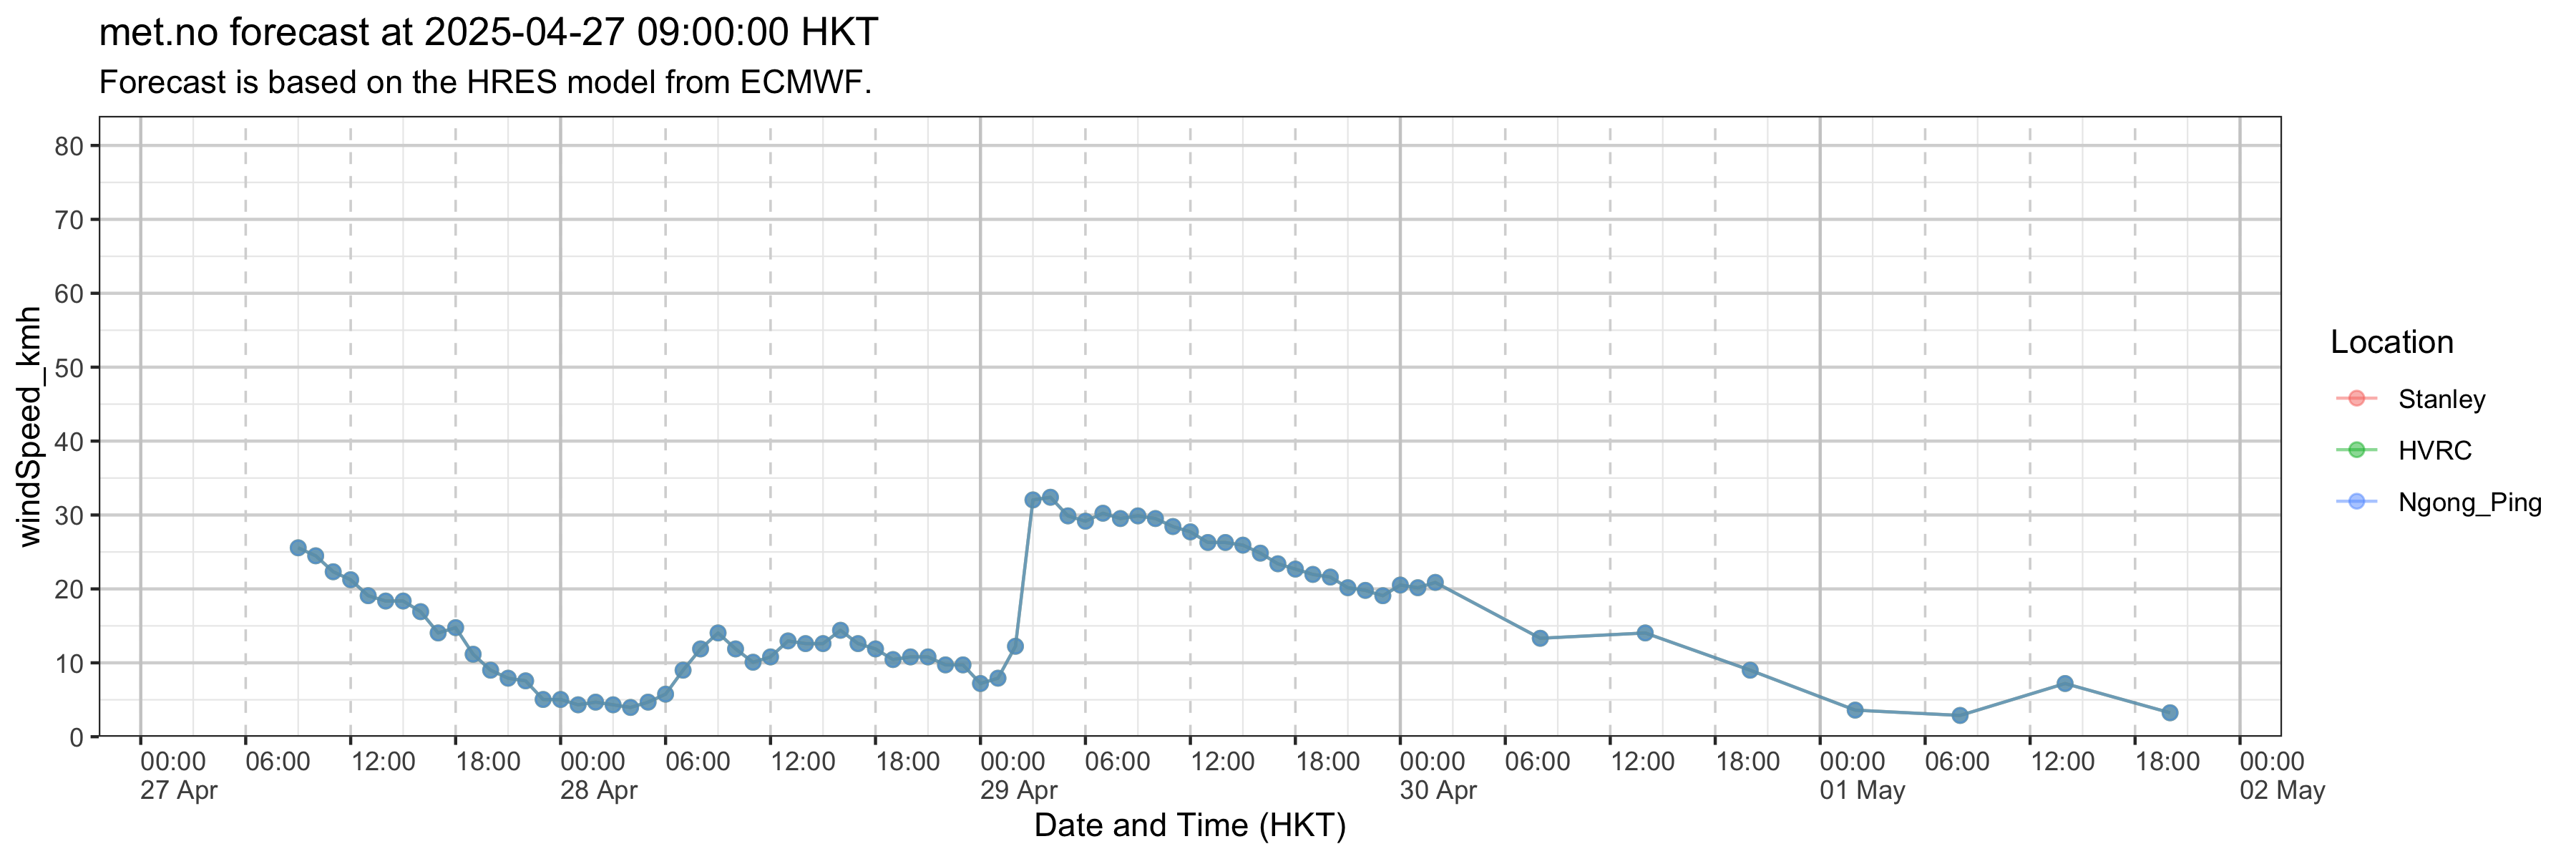 met.no forecast at 2025-04-27 09:00:00 HKT
Forecast is based on the HRES model from ECMWF.
windSpeed_kmh
80
70
60
50
40
30
20
10
0
00:00 06:00 12:00 18:00 00:00 06:00 12:00 18:00 00:00 06:00 12:00 18:00 00:00 06:00 12:00 18:00 00:00 06:00 12:00 18:00 00:00
27 Apr 28 Apr 29 Apr 30 Apr 01 May 02 May
Date and Time (HKT)
Location
Stanley
HVRC
Ngong_Ping